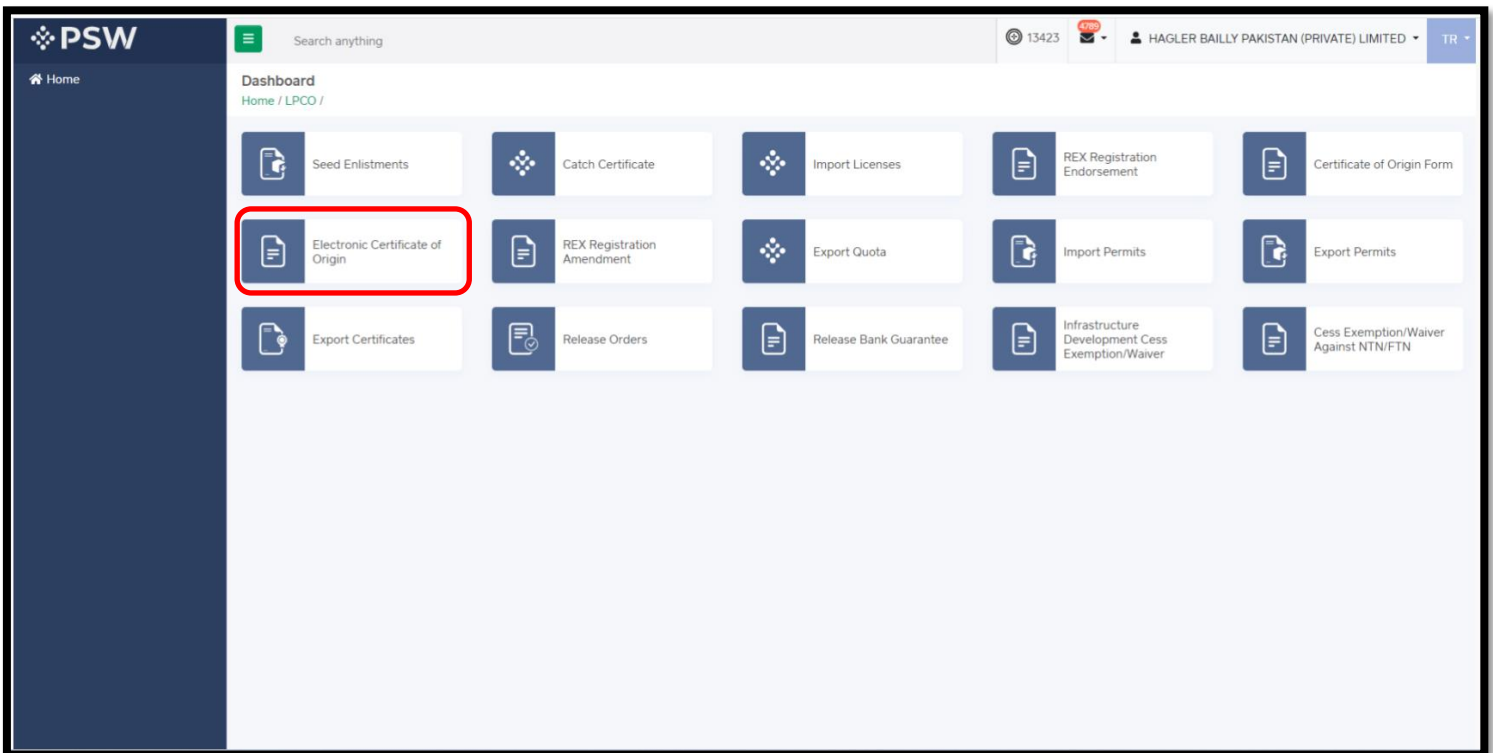 PSW
Search anything
13423
4789
HAGLER BAILLY PAKISTAN (PRIVATE) LIMITED
TR
Home
Dashboard
Home / LPCO /
Seed Enlistments
Catch Certificate
Import Licenses
REX Registration
Endorsement
Certificate of Origin Form
Electronic Certificate of
Origin
REX Registration
Amendment
Export Quota
Import Permits
Export Permits
Export Certificates
Release Orders
Release Bank Guarantee
Infrastructure
Development Cess
Exemption/Waiver
Cess Exemption/Waiver
Against NTN/FTN